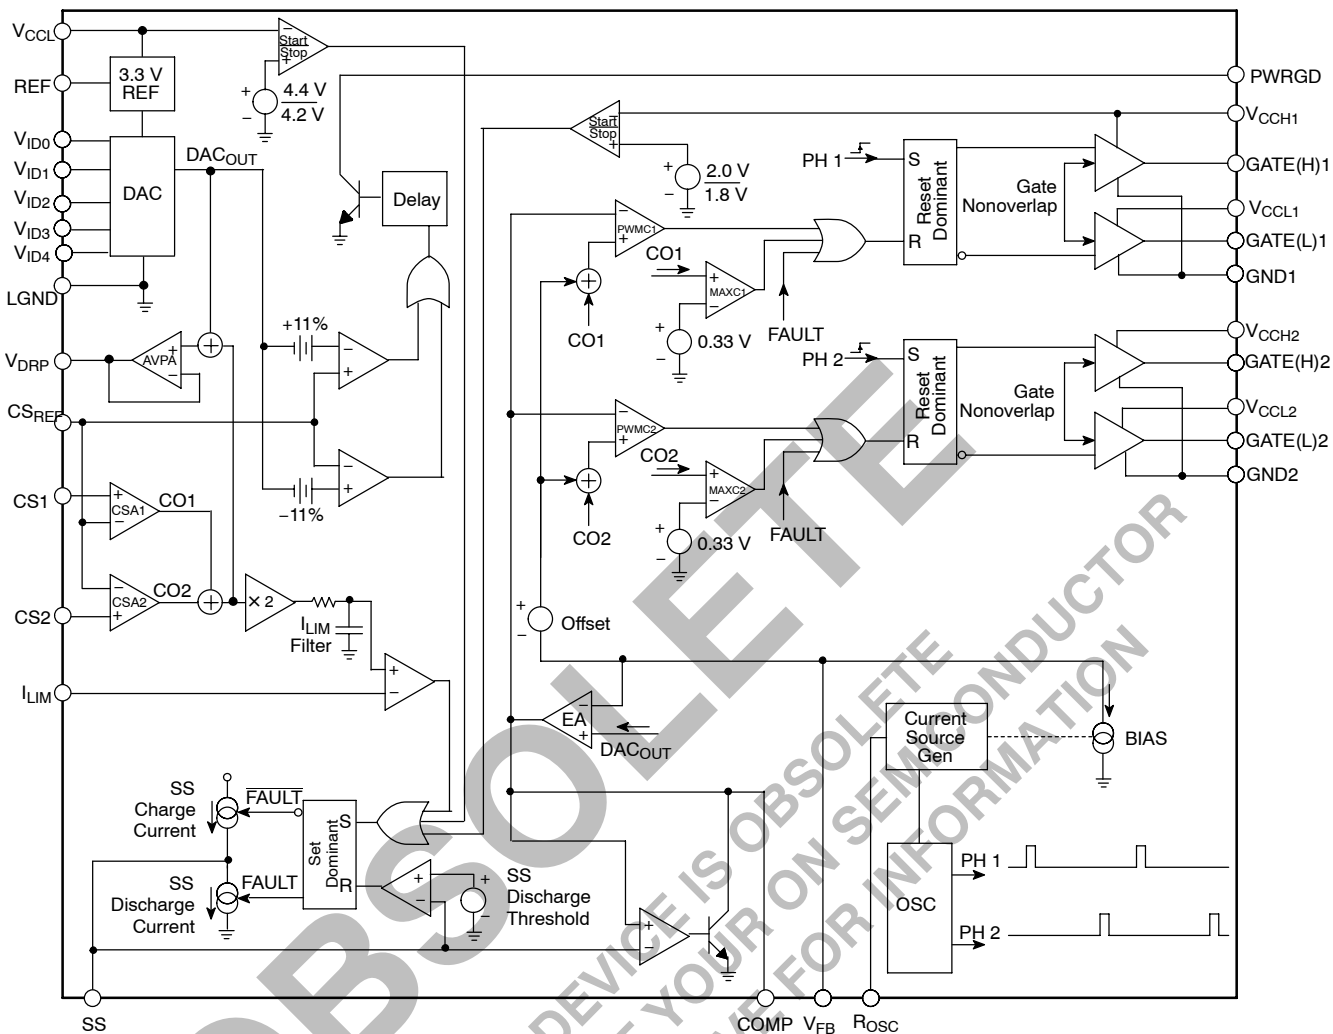 VCCL
REF
VID0
VID1
VID2
VID3
VID4
LGND
VDRP
CSREF
CS1
CS2
ILIM
3.3 V
REF
DAC
DACOUT
−
Start
Stop
+
+
−
4.4 V
4.2 V
Delay
+11%
−11%
AVPA
+
−
+
−
+
−
+
−
+
CSA1
−
CO1
−
CSA2
+
CO2
+
× 2
ILIM
Filter
+
−
SS
Charge
Current
FAULT
SS
Discharge
Current
FAULT
Set
Dominant
S
R
+
−
+
−
SS
Discharge
Threshold
SS
−
Start
Stop
+
+
−
2.0 V
1.8 V
−
PWMC1
+
+
CO1
CO1
+
MAXC1
−
+
−
0.33 V
FAULT
PH 1
S
R
Reset
Dominant
Gate
Nonoverlap
−
PWMC2
+
+
CO2
CO2
+
MAXC2
−
+
−
0.33 V
FAULT
PH 2
S
R
Reset
Dominant
Gate
Nonoverlap
PWRGD
VCCH1
GATE(H)1
VCCL1
GATE(L)1
GND1
VCCH2
GATE(H)2
VCCL2
GATE(L)2
GND2
+
−
Offset
−
EA
+
DACOUT
Current
Source
Gen
BIAS
OSC
PH 1
PH 2
+
−
COMP
VFB
ROSC
OBSOLETE
DEVICE IS OBSOLETE
YOUR ON SEMICONDUCTOR
FOR INFORMATION